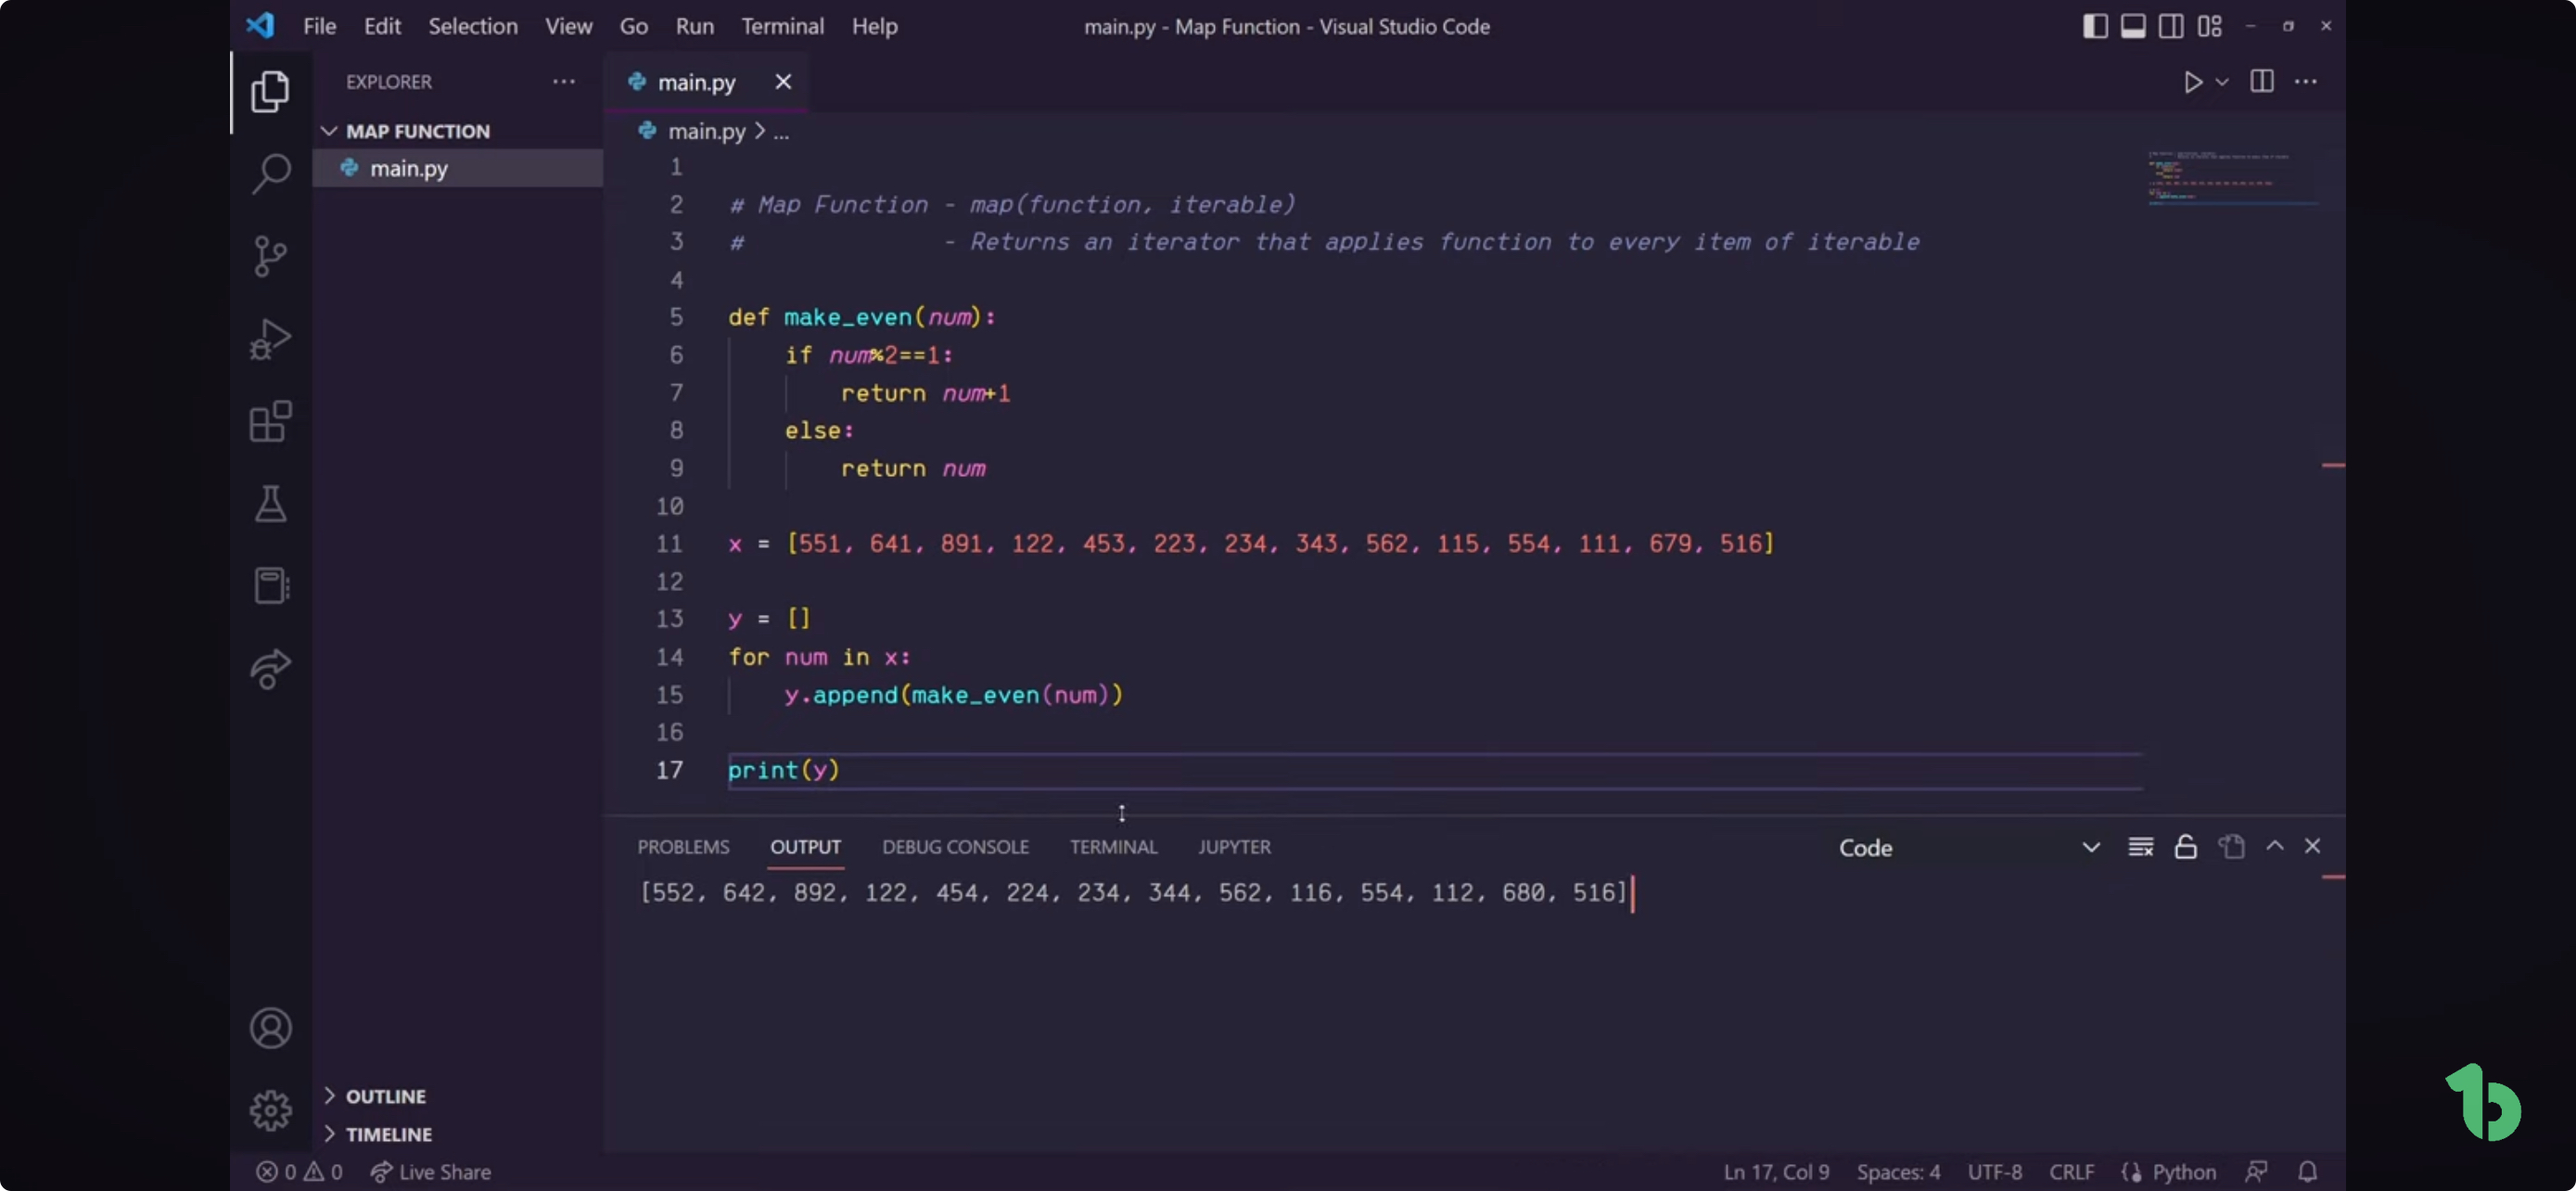 File Edit Selection View Go Run Terminal Help
main.py - Map Function - Visual Studio Code
EXPLORER
MAP FUNCTION
main.py
main.py
main.py > ...
1
2 # Map Function - map(function, iterable)
3 # - Returns an iterator that applies function to every item of iterable
4
5 def make_even(num):
6 if num%2==1:
7 return num+1
8 else:
9 return num
10
11 x = [551, 641, 891, 122, 453, 223, 234, 343, 562, 115, 554, 111, 679, 516]
12
13 y = []
14 for num in x:
15 y.append(make_even(num))
16
17 print(y)
PROBLEMS OUTPUT DEBUG CONSOLE TERMINAL JUPYTER
Code
[552, 642, 892, 122, 454, 224, 234, 344, 562, 116, 554, 112, 680, 516]
OUTLINE
TIMELINE
0 0 Live Share
Ln 17, Col 9 Spaces: 4 UTF-8 CRLF Python
1b